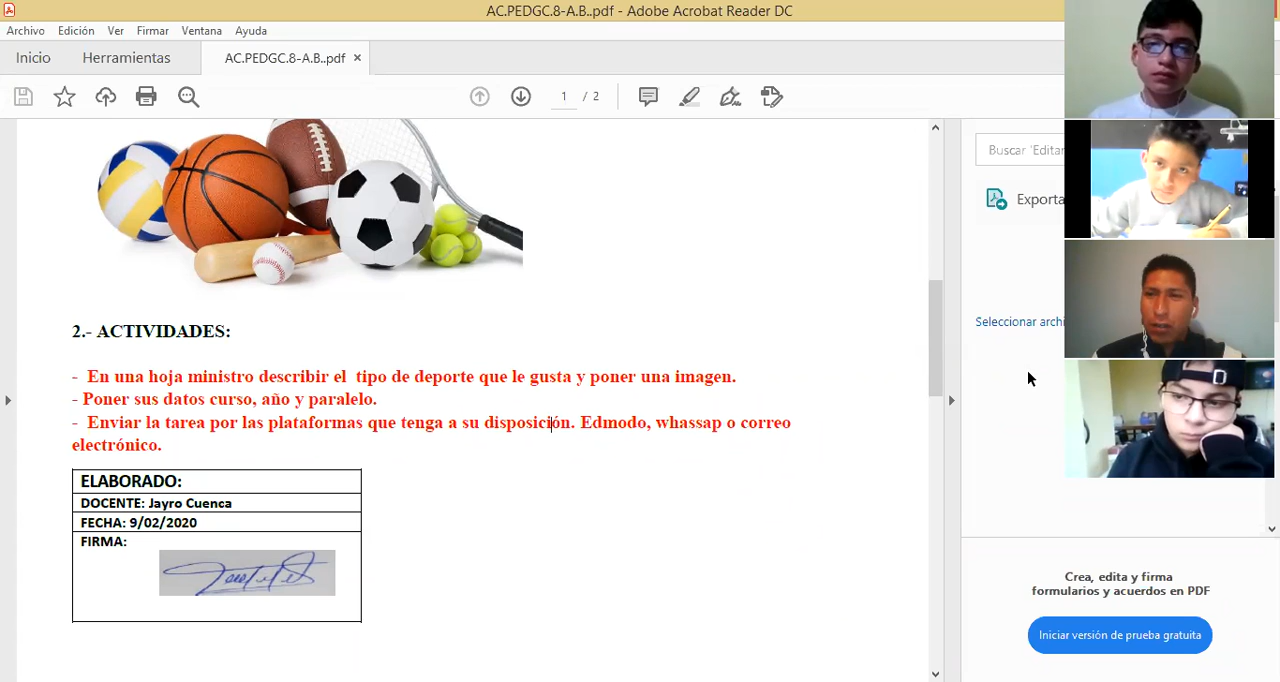 AC.PEDGC.8-A.B..pdf - Adobe Acrobat Reader DC
Archivo Edición Ver Firmar Ventana Ayuda
Inicio Herramientas AC.PEDGC.8-A.B..pdf ×
1 / 2
Buscar 'Editar
Exporta
2.- ACTIVIDADES:
Seleccionar archi
- En una hoja ministro describir el tipo de deporte que le gusta y poner una imagen.
- Poner sus datos curso, año y paralelo.
- Enviar la tarea por las plataformas que tenga a su disposición. Edmodo, whassap o correo
electrónico.
ELABORADO:
DOCENTE: Jayro Cuenca
FECHA: 9/02/2020
FIRMA:
Crea, edita y firma
formularios y acuerdos en PDF
Iniciar versión de prueba gratuita